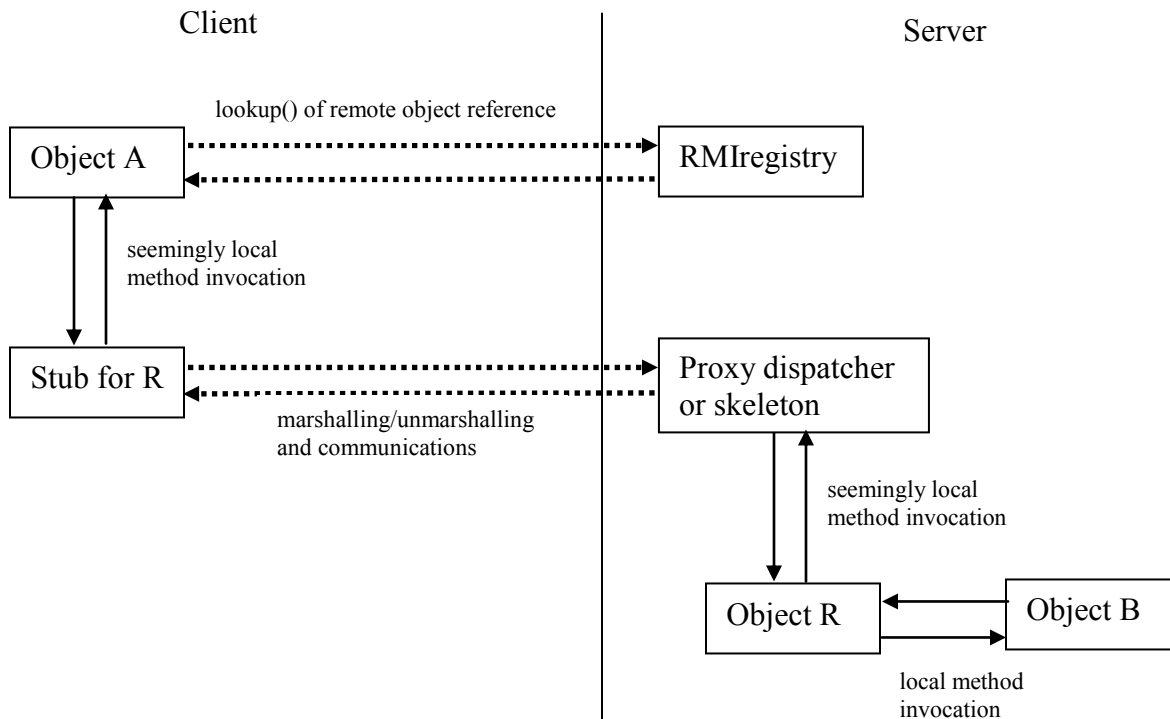 Client
Server
lookup() of remote object reference
Object A
RMIregistry
seemingly local
method invocation
Stub for R
Proxy dispatcher
or skeleton
marshalling/unmarshalling
and communications
seemingly local
method invocation
Object R
Object B
local method
invocation